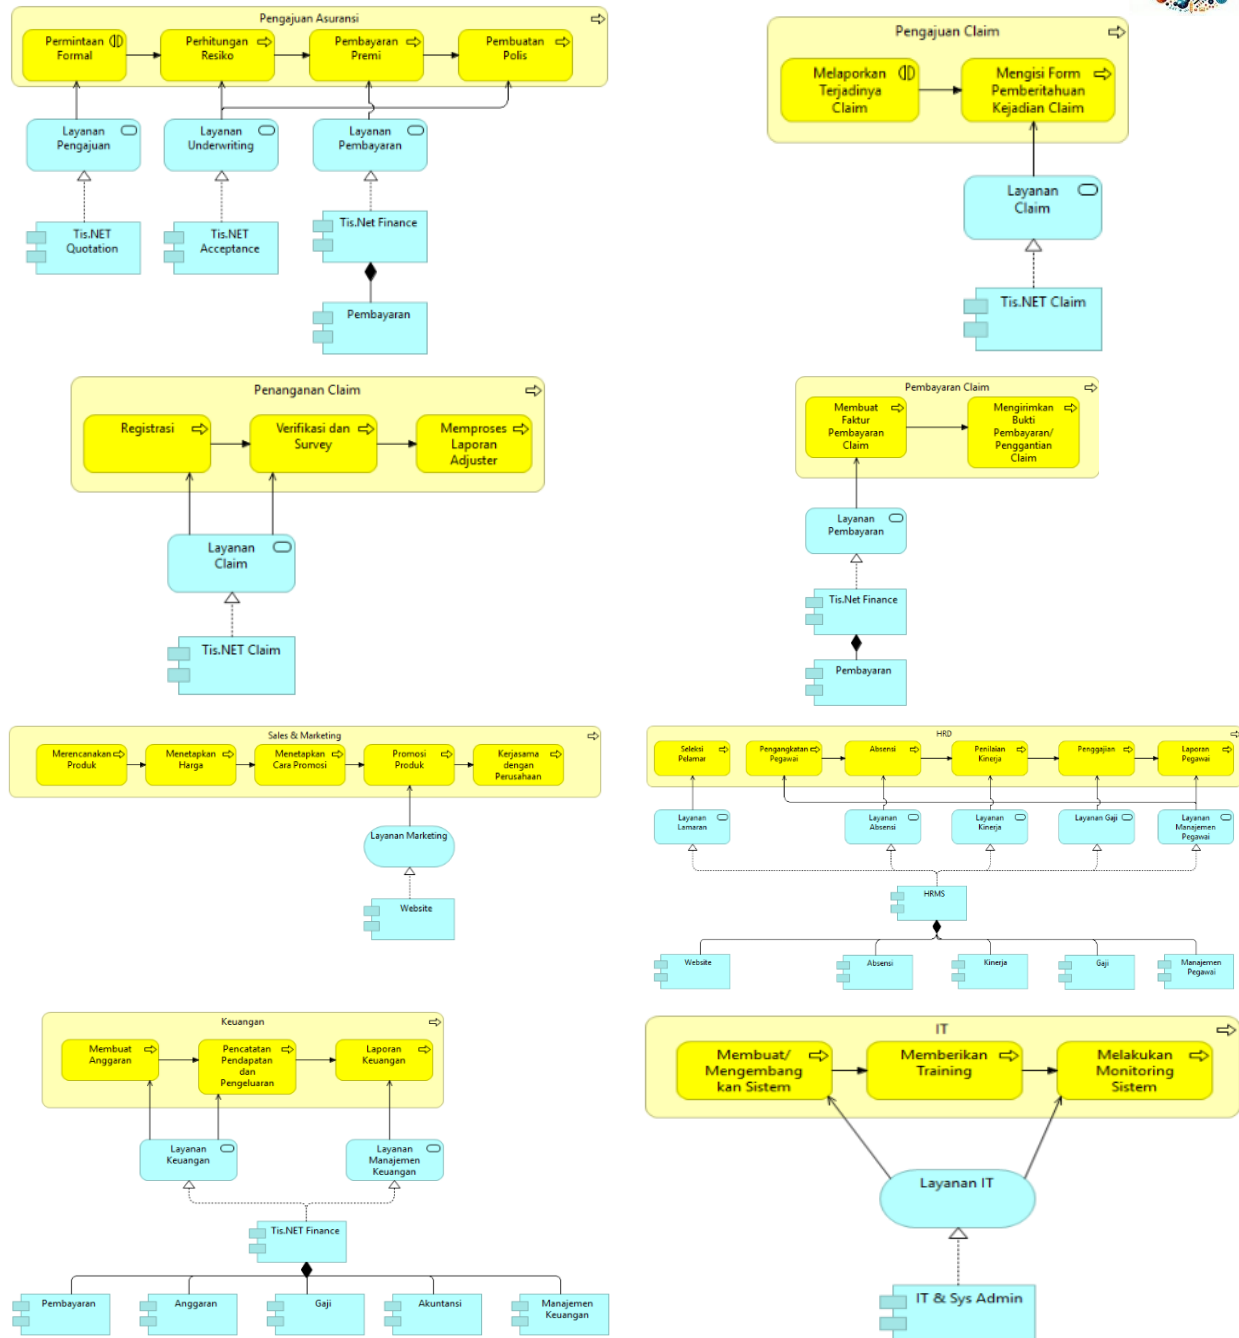 Pengajuan Asuransi
Permintaan
Formal
Perhitungan
Resiko
Pembayaran
Premi
Pembuatan
Polis
Layanan
Pengajuan
Layanan
Underwriting
Layanan
Pembayaran
Tis.NET
Quotation
Tis.NET
Acceptance
Tis.Net Finance
Pembayaran
Pengajuan Claim
Melaporkan
Terjadinya
Claim
Mengisi Form
Pemberitahuan
Kejadian Claim
Layanan
Claim
Tis.NET Claim
Penanganan Claim
Registrasi
Verifikasi dan
Survey
Memproses
Laporan
Adjuster
Layanan
Claim
Tis.NET Claim
Pembayaran Claim
Membuat
Faktur
Pembayaran
Claim
Mengirimkan
Bukti
Pembayaran/
Penggantian
Claim
Layanan
Pembayaran
Tis.Net Finance
Pembayaran
Sales & Marketing
Merencanakan
Produk
Menetapkan
Harga
Menetapkan
Cara Promosi
Promosi
Produk
Kerjasama
dengan
Perusahaan
Layanan Marketing
Website
HRD
Seleksi
Pelamar
Pengangkatan
Pegawai
Absensi
Penilaian
Kinerja
Penggajian
Laporan
Pegawai
Layanan
Lamaran
Layanan
Absensi
Layanan
Kinerja
Layanan Gaji
Layanan
Manajemen
Pegawai
HRMS
Website
Absensi
Kinerja
Gaji
Manajemen
Pegawai
Keuangan
Membuat
Anggaran
Pencatatan
Pendapatan
dan
Pengeluaran
Laporan
Keuangan
Layanan
Keuangan
Layanan
Manajemen
Keuangan
Tis.NET Finance
Pembayaran
Anggaran
Gaji
Akuntansi
Manajemen
Keuangan
IT
Membuat/
Mengembang
kan Sistem
Memberikan
Training
Melakukan
Monitoring
Sistem
Layanan IT
IT & Sys Admin